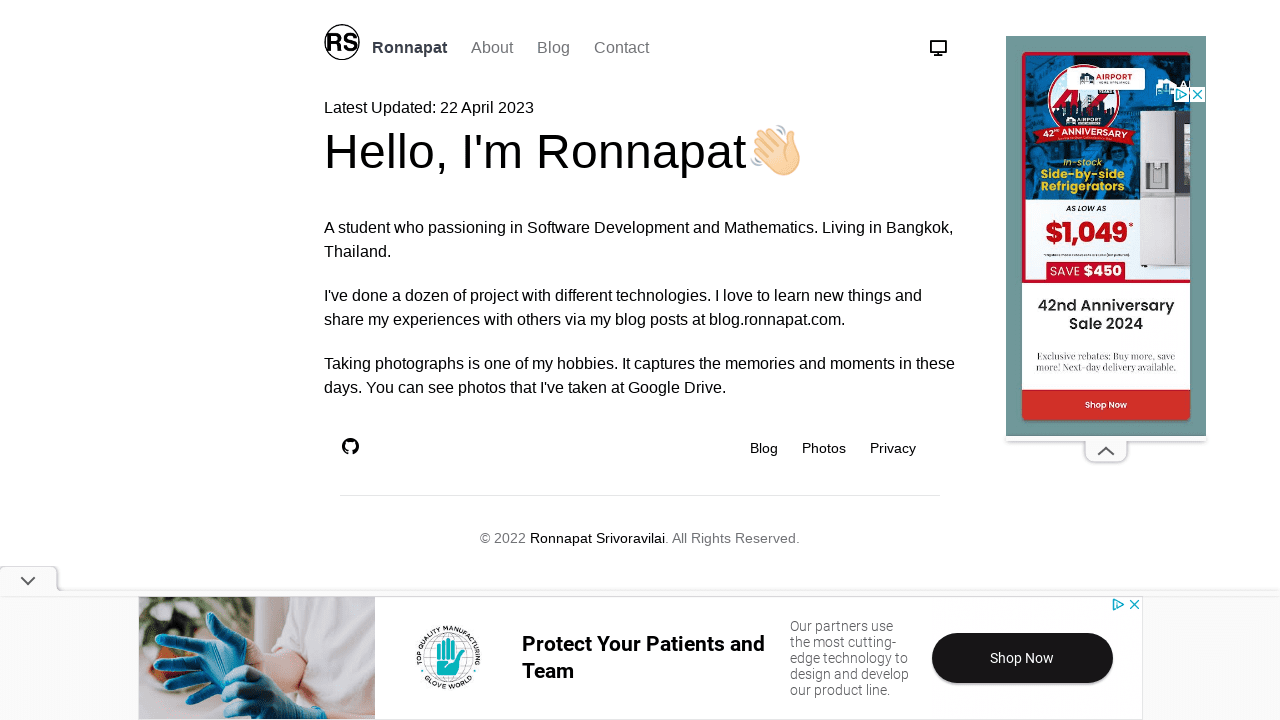 RS Ronnapat About Blog Contact
Latest Updated: 22 April 2023
Hello, I'm Ronnapat👋🏻
A student who passioning in Software Development and Mathematics. Living in Bangkok,
Thailand.
I've done a dozen of project with different technologies. I love to learn new things and
share my experiences with others via my blog posts at blog.ronnapat.com.
Taking photographs is one of my hobbies. It captures the memories and moments in these
days. You can see photos that I've taken at Google Drive.
Blog Photos Privacy
© 2022 Ronnapat Srivoravilai. All Rights Reserved.
AIRPORT
HOME APPLIANCE
42
AIRPORT
42ND ANNIVERSARY
In-stock
Side-by-side
Refrigerators
AS LOW AS
$1,049*
SAVE $450
42nd Anniversary
Sale 2024
Exclusive rebates: Buy more, save
more! Next-day delivery available.
Shop Now
TOP QUALITY MANUFACTURING
GLOVE WORLD
Protect Your Patients and
Team
Our partners use
the most cutting-
edge technology to
design and develop
our product line.
Shop Now